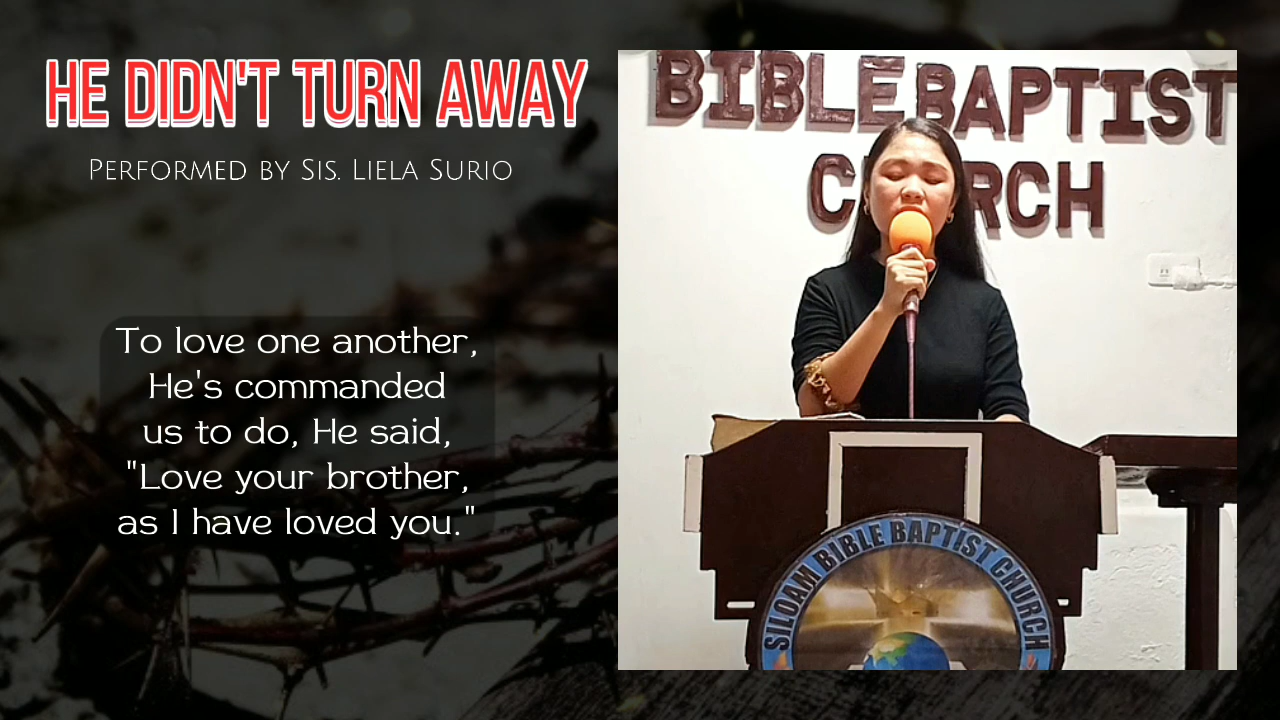 HE DIDN'T TURN AWAY
PERFORMED BY SIS. LIELA SURIO
To love one another,
He's commanded
us to do, He said,
"Love your brother,
as I have loved you."
BIBLE BAPTIST
C RCH
SILOAM BIBLE BAPTIST CHURCH